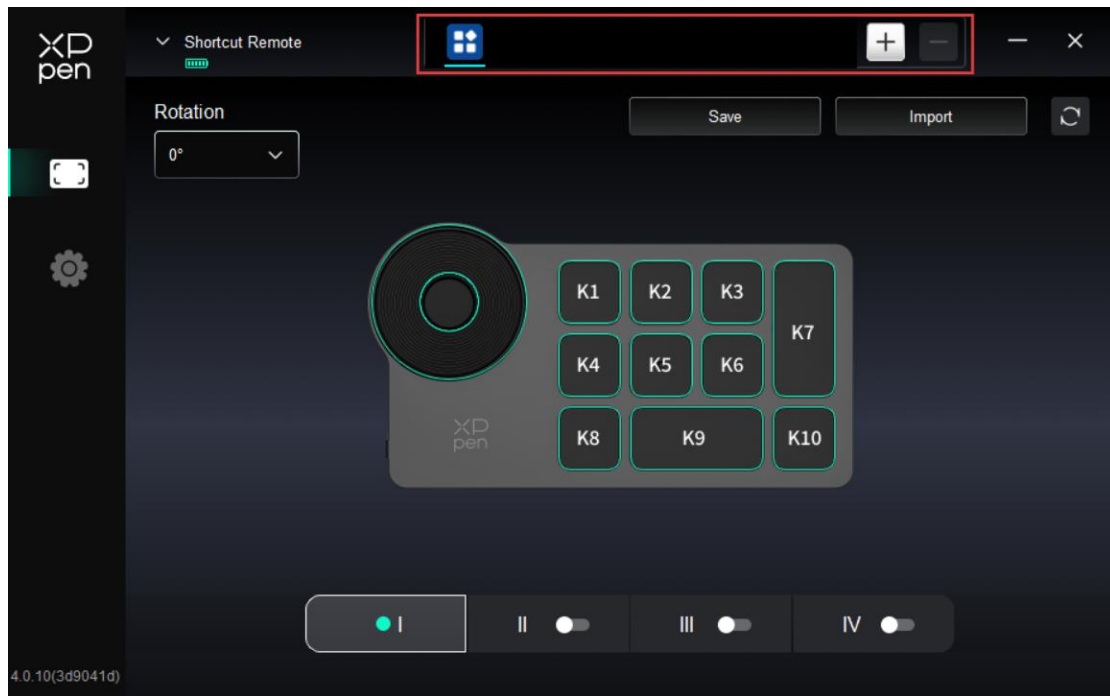 XP
pen
Shortcut Remote
Rotation
Save
Import
0°
K1 K2 K3
K7
K4 K5 K6
XP
pen
K8 K9 K10
I II III IV
4.0.10(3d9041d)